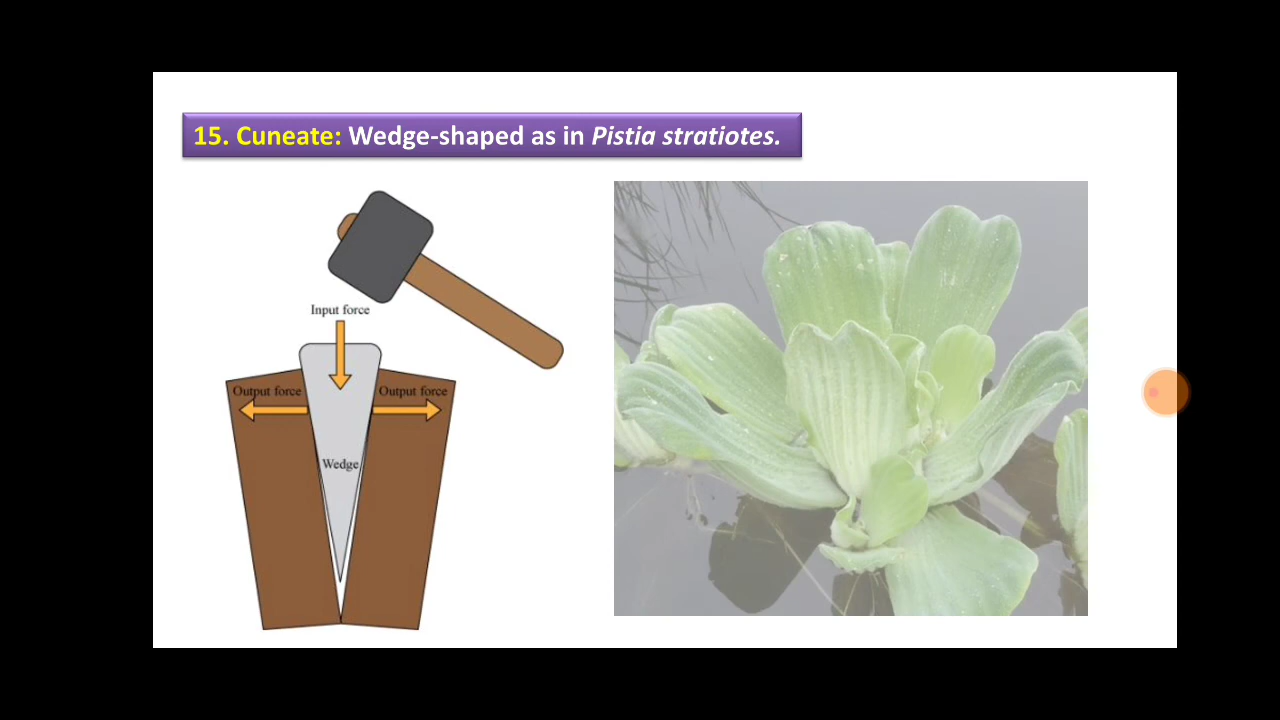 15. Cuneate: Wedge-shaped as in Pistia stratiotes.
Input force
Output force
Output force
Wedge